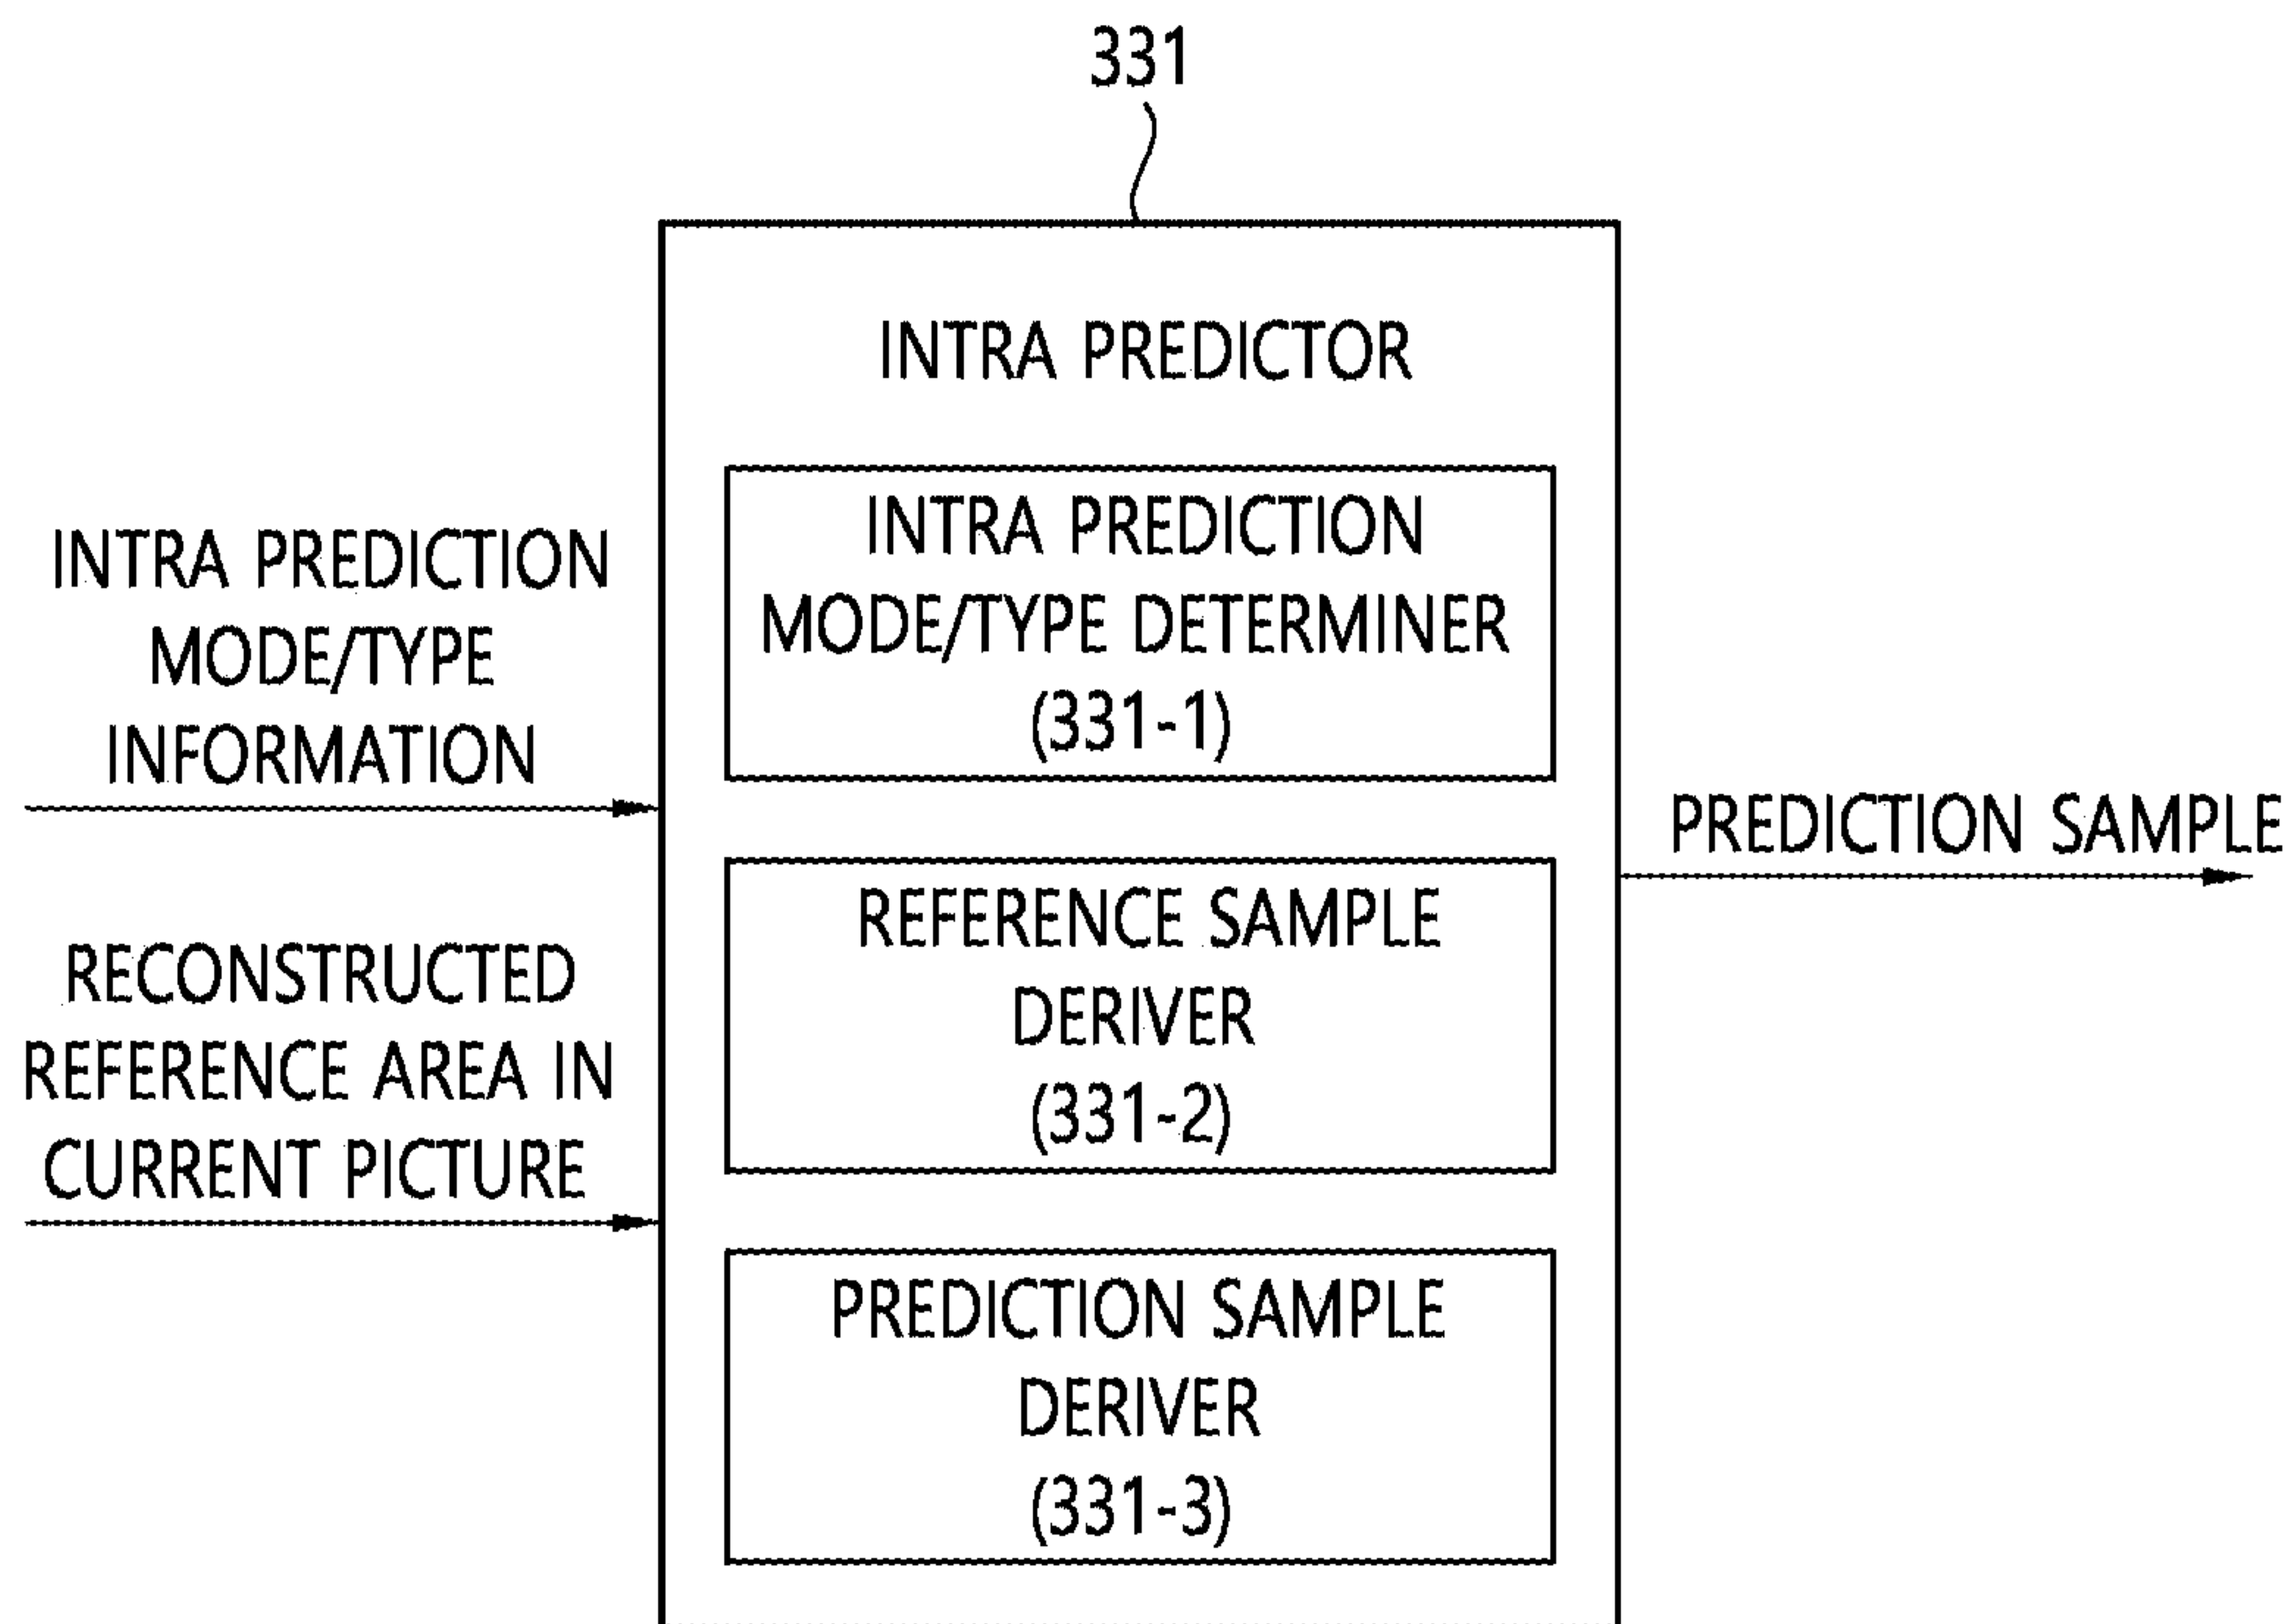 331
INTRA PREDICTOR
INTRA PREDICTION
MODE/TYPE DETERMINER
(331-1)
REFERENCE SAMPLE
DERIVER
(331-2)
PREDICTION SAMPLE
DERIVER
(331-3)
INTRA PREDICTION
MODE/TYPE
INFORMATION
RECONSTRUCTED
REFERENCE AREA IN
CURRENT PICTURE
PREDICTION SAMPLE